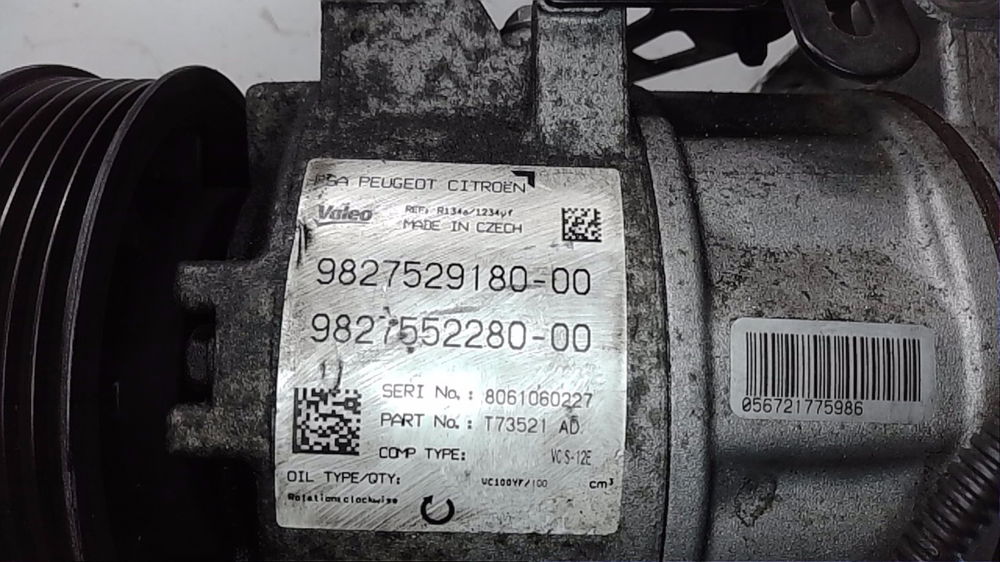 PSA PEUGEOT CITROËN
Valeo
REF: R134a/1234yf
MADE IN CZECH
9827529180-00
9827552280-00
SERI No. : 8061060227
PART No. : T73521 AD.
COMP TYPE: VCS-12E
OIL TYPE/QTY: VC100YF/100 cm³
Rotation:clockwise
056721775986